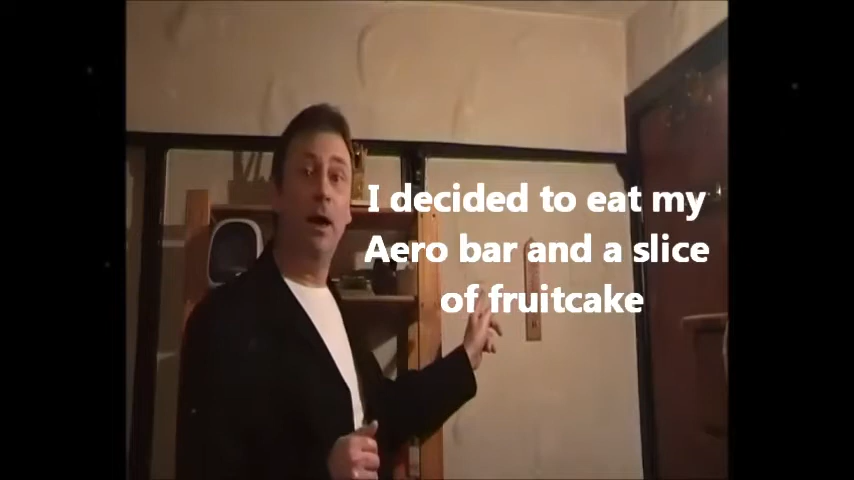 I decided to eat my
Aero bar and a slice
of fruitcake